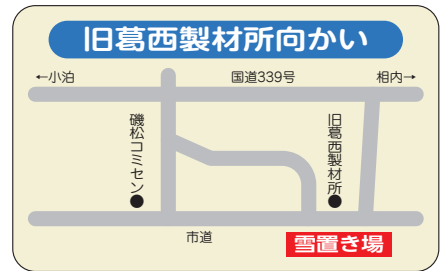 旧葛西製材所向かい
←小泊
国道339号
相内→
磯松コミセン
旧葛西製材所
市道
雪置き場